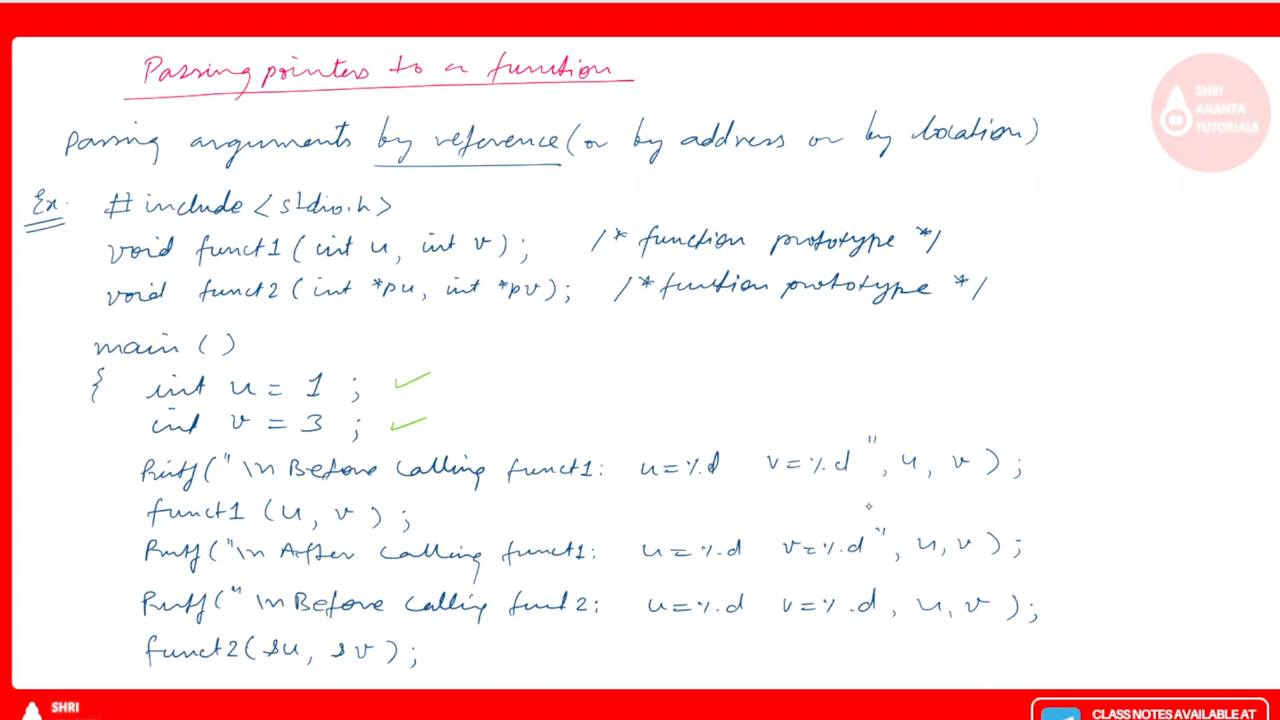 Passing pointers to a function
SHRI
ANANTA
TUTORIALS
Passing arguments by reference (or by address or by location)
Ex. # include <stdio.h>
void funct1 (int u, int v); /* function prototype */
void funct2 (int *pu, int *pv); /* function prototype */
main ()
{ int u = 1 ;
int v = 3 ;
Printf(" \n Before calling funct1: u=%d v=%d ", u, v );
funct1 (u, v ) ;
Printf("\n After calling funct1: u=%d v=%d ", u, v ) ;
Printf(" \n Before calling funct2: u=%d v=%d , u, v );
funct2(&u, &v );
SHRI
CLASS NOTES AVAILABLE AT